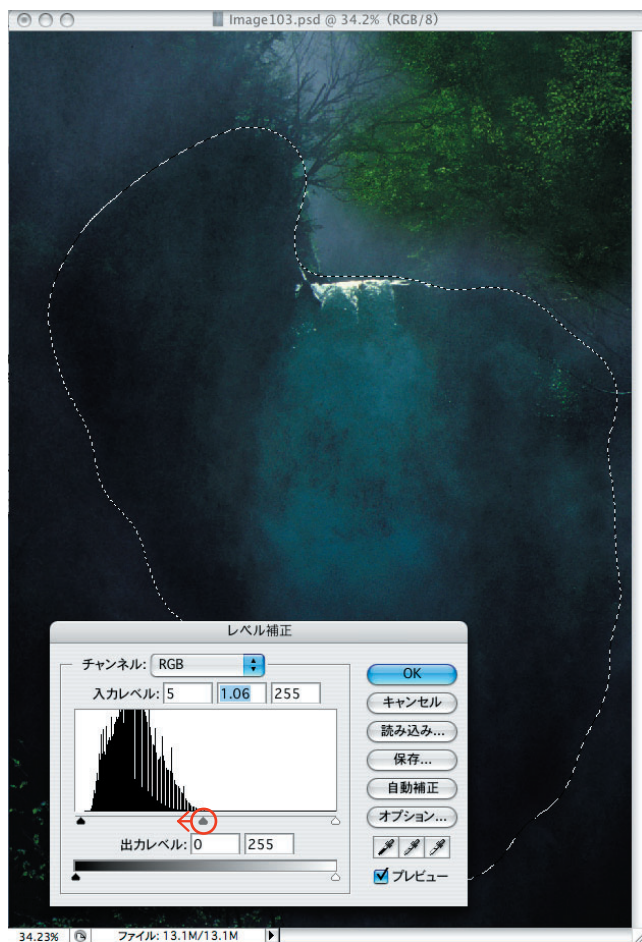 Image103.psd @ 34.2% (RGB/8)
レベル補正
チャンネル: RGB
OK
入力レベル: 5 1.06 255
キャンセル
読み込み...
保存...
自動補正
オプション...
出力レベル: 0 255
プレビュー
34.23% ファイル: 13.1M/13.1M